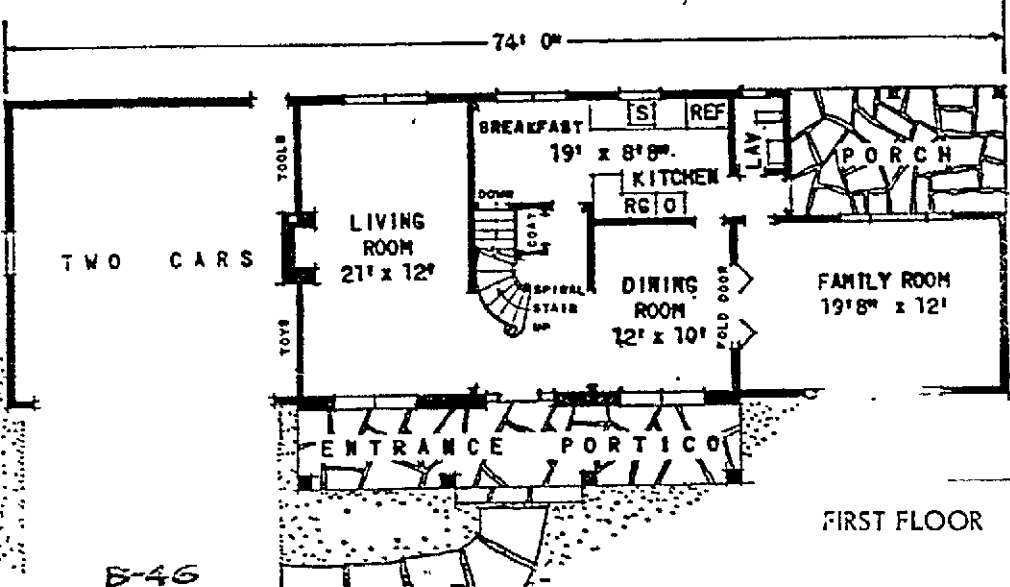 74' 0"
BREAKFAST
S
REF
19' x 8'8".
KITCHEN
RG O
LAV.
PORCH
TOOLS
TWO CARS
LIVING
ROOM
21' x 12'
DOWN
COAT
SPIRAL
STAIR
UP
DINING
ROOM
12' x 10'
FOLD DOOR
FAMILY ROOM
19'8" x 12'
TOYS
ENTRANCE PORTICO
FIRST FLOOR
B-46